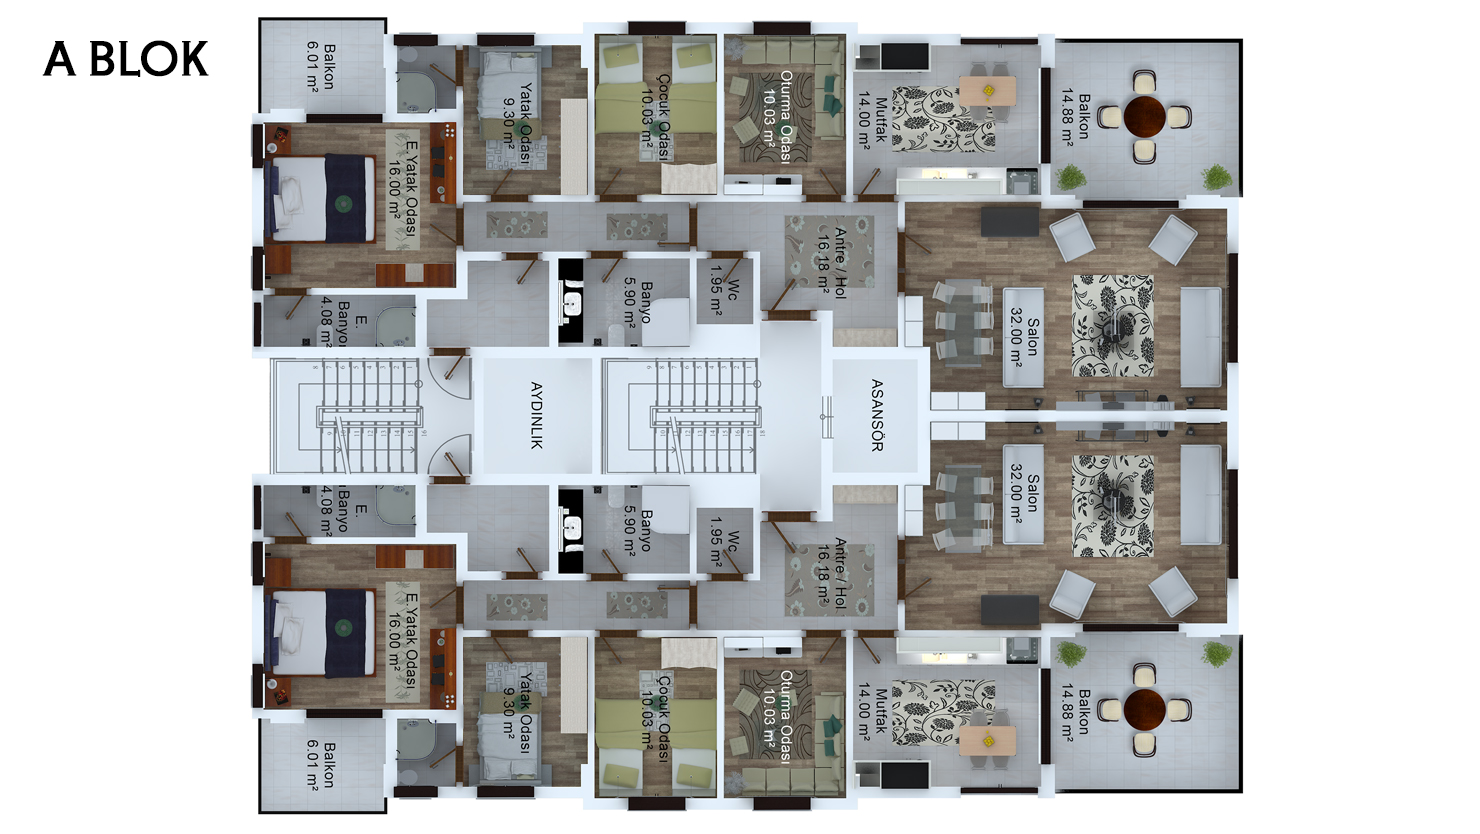 A BLOK
Balkon
6.01 m²
Yatak Odası
9.30 m²
Çocuk Odası
10.03 m²
Oturma Odası
10.03 m²
Mutfak
14.00 m²
Balkon
14.88 m²
E.Yatak Odası
16.00 m²
E.
Banyo
4.08 m²
Banyo
5.90 m²
Wc
1.95 m²
Antre / Hol
16.18 m²
Salon
32.00 m²
AYDINLIK
ASANSÖR
Salon
32.00 m²
E.
Banyo
4.08 m²
Banyo
5.90 m²
Wc
1.95 m²
Antre / Hol
16.18 m²
E.Yatak Odası
16.00 m²
Balkon
6.01 m²
Yatak Odası
9.30 m²
Çocuk Odası
10.03 m²
Oturma Odası
10.03 m²
Mutfak
14.00 m²
Balkon
14.88 m²